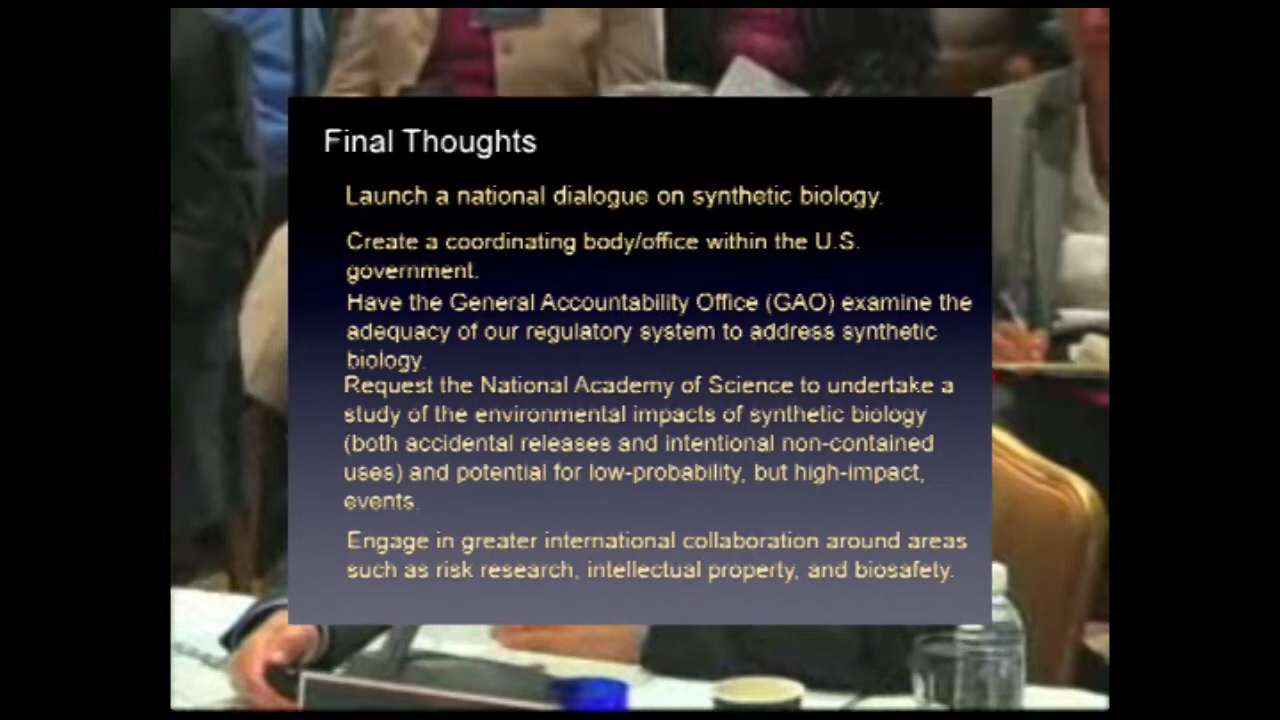 Final Thoughts
Launch a national dialogue on synthetic biology.
Create a coordinating body/office within the U.S.
government.
Have the General Accountability Office (GAO) examine the
adequacy of our regulatory system to address synthetic
biology.
Request the National Academy of Science to undertake a
study of the environmental impacts of synthetic biology
(both accidental releases and intentional non-contained
uses) and potential for low-probability, but high-impact,
events.
Engage in greater international collaboration around areas
such as risk research, intellectual property, and biosafety.